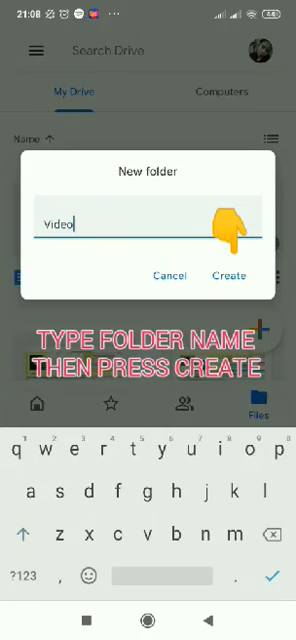 21:08
Search Drive
My Drive
Computers
Name
New folder
Video
Cancel
Create
TYPE FOLDER NAME
THEN PRESS CREATE
Files
q w e r t y u i o p
a s d f g h j k l
z x c v b n m
?123 , .